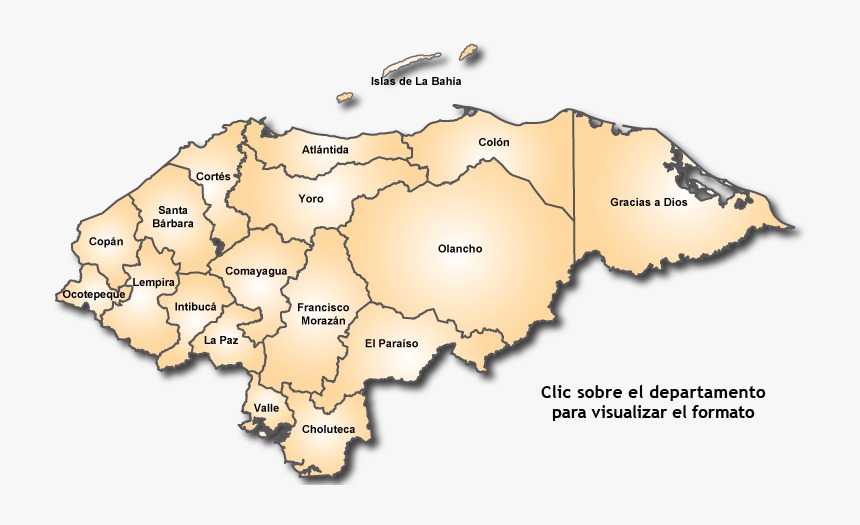 Islas de La Bahía
Atlántida
Colón
Cortés
Yoro
Gracias a Dios
Santa
Bárbara
Copán
Olancho
Comayagua
Lempira
Ocotepeque
Intibucá
Francisco
Morazán
La Paz
El Paraíso
Valle
Choluteca
Clic sobre el departamento
para visualizar el formato